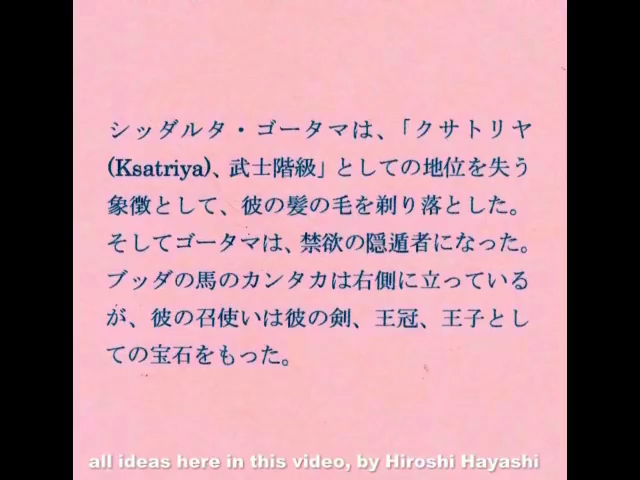 シッダルタ・ゴータマは、「クサトリヤ
(Ksatriya)、武士階級」としての地位を失う
象徴として、彼の髪の毛を剃り落とした。
そしてゴータマは、禁欲の隠遁者になった。
ブッダの馬のカンタカは右側に立っている
が、彼の召使いは彼の剣、王冠、王子とし
ての宝石をもった。
all ideas here in this video, by Hiroshi Hayashi